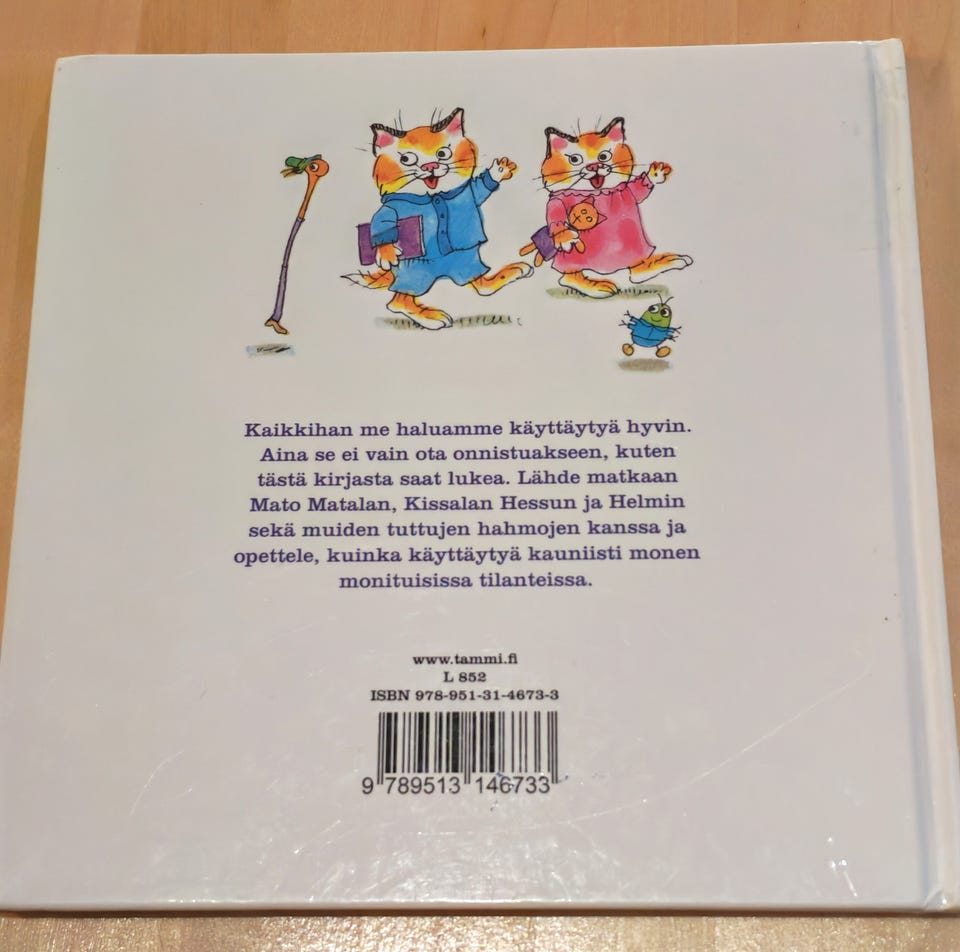 Kaikkihan me haluamme käyttäytyä hyvin.
Aina se ei vain ota onnistuakseen, kuten
tästä kirjasta saat lukea. Lähde matkaan
Mato Matalan, Kissalan Hessun ja Helmin
sekä muiden tuttujen hahmojen kanssa ja
opettele, kuinka käyttäytyä kauniisti monen
monituisissa tilanteissa.
www.tammi.fi
L 852
ISBN 978-951-31-4673-3
9 789513 146733